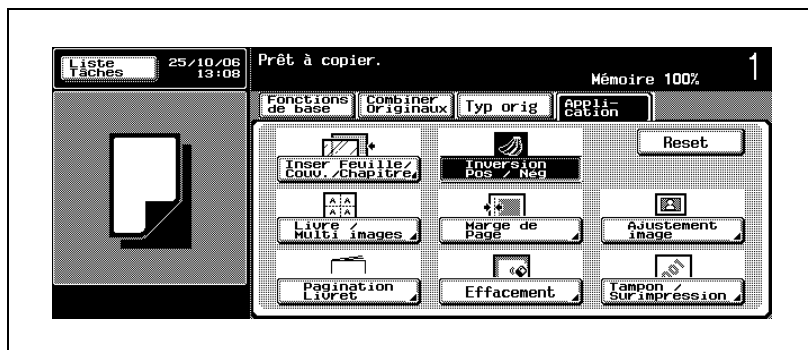 Liste
Tâches
25/10/06
13:08
Prêt à copier.
1
Mémoire 100%
Fonctions
de base
Combiner
Originaux
Typ orig
Appli-
cation
Reset
Inser Feuille/
Couv./Chapitre
Inversion
Pos / Nég
Livre /
Multi images
Marge de
Page
Ajustement
image
Pagination
Livret
Effacement
001
Tampon /
Surimpression